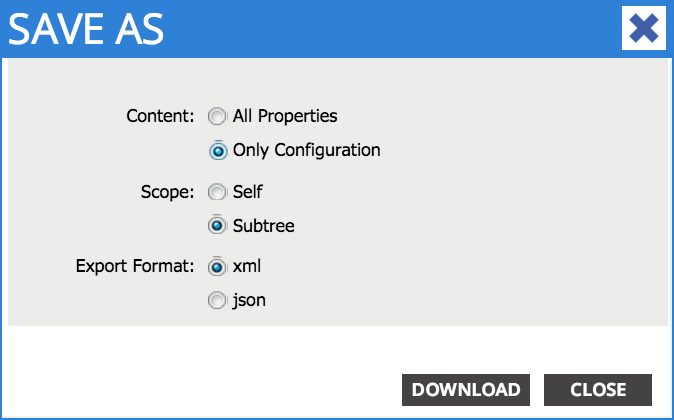 SAVE AS
Content: All Properties
Only Configuration
Scope: Self
Subtree
Export Format: xml
json
DOWNLOAD CLOSE